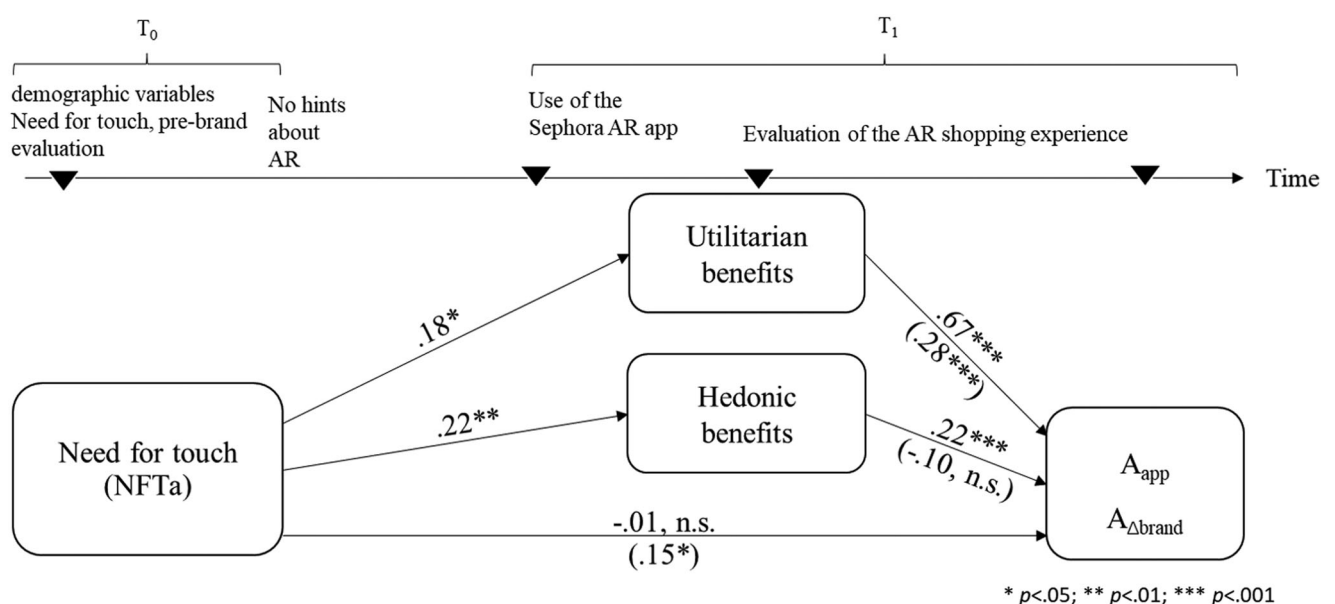 T0
T1
demographic variables
Need for touch, pre-brand
evaluation
No hints
about
AR
Use of the
Sephora AR app
Evaluation of the AR shopping experience
Time
Utilitarian
benefits
.18*
.67***
(.28***)
Hedonic
benefits
.22**
.22***
(-.10, n.s.)
Need for touch
(NFTa)
Aapp
AΔbrand
-.01, n.s.
(.15*)
* p<.05; ** p<.01; *** p<.001